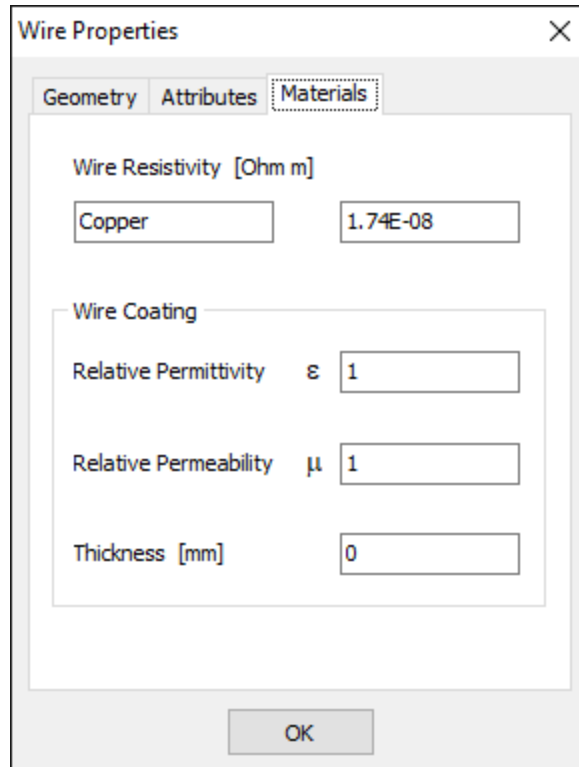 Wire Properties
Geometry Attributes Materials
Wire Resistivity [Ohm m]
Copper 1.74E-08
Wire Coating
Relative Permittivity ε 1
Relative Permeability μ 1
Thickness [mm] 0
OK